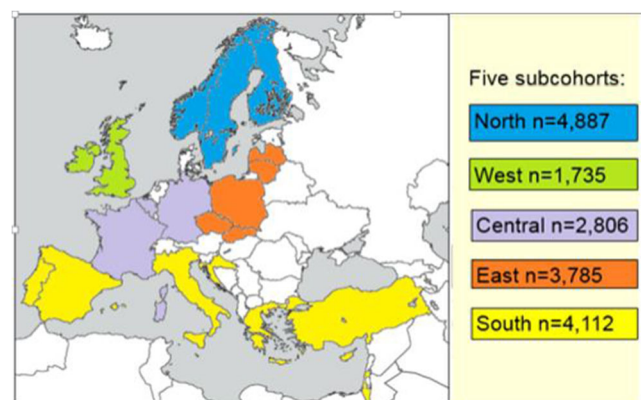 Five subcohorts:
North n=4,887
West n=1,735
Central n=2,806
East n=3,785
South n=4,112